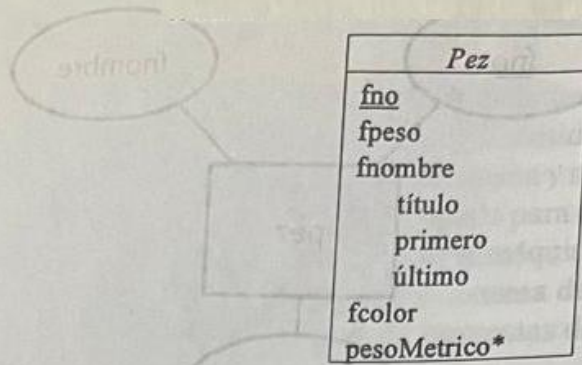 Pez
fno
fpeso
fnombre
título
primero
último
fcolor
pesoMetrico*